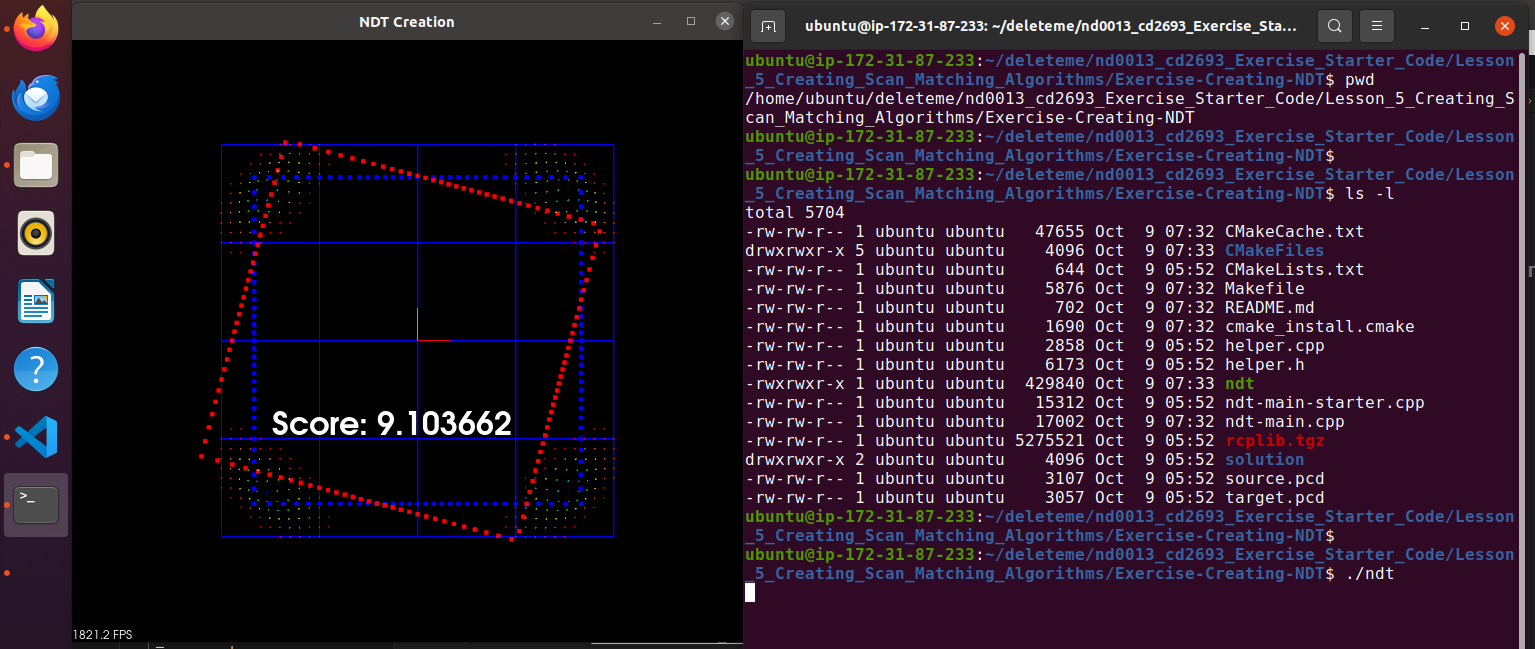 NDT Creation
Score: 9.103662
1821.2 FPS
ubuntu@ip-172-31-87-233: ~/deleteme/nd0013_cd2693_Exercise_Sta...
ubuntu@ip-172-31-87-233:~/deleteme/nd0013_cd2693_Exercise_Starter_Code/Lesson
_5_Creating_Scan_Matching_Algorithms/Exercise-Creating-NDT$ pwd
/home/ubuntu/deleteme/nd0013_cd2693_Exercise_Starter_Code/Lesson_5_Creating_S
can_Matching_Algorithms/Exercise-Creating-NDT
ubuntu@ip-172-31-87-233:~/deleteme/nd0013_cd2693_Exercise_Starter_Code/Lesson
_5_Creating_Scan_Matching_Algorithms/Exercise-Creating-NDT$
ubuntu@ip-172-31-87-233:~/deleteme/nd0013_cd2693_Exercise_Starter_Code/Lesson
_5_Creating_Scan_Matching_Algorithms/Exercise-Creating-NDT$ ls -l
total 5704
-rw-rw-r-- 1 ubuntu ubuntu   47655 Oct  9 07:32 CMakeCache.txt
drwxrwxr-x 5 ubuntu ubuntu    4096 Oct  9 07:33 CMakeFiles
-rw-rw-r-- 1 ubuntu ubuntu     644 Oct  9 05:52 CMakeLists.txt
-rw-rw-r-- 1 ubuntu ubuntu    5876 Oct  9 07:32 Makefile
-rw-rw-r-- 1 ubuntu ubuntu     702 Oct  9 07:32 README.md
-rw-rw-r-- 1 ubuntu ubuntu    1690 Oct  9 07:32 cmake_install.cmake
-rw-rw-r-- 1 ubuntu ubuntu    2858 Oct  9 05:52 helper.cpp
-rw-rw-r-- 1 ubuntu ubuntu    6173 Oct  9 05:52 helper.h
-rwxrwxr-x 1 ubuntu ubuntu  429840 Oct  9 07:33 ndt
-rw-rw-r-- 1 ubuntu ubuntu   15312 Oct  9 05:52 ndt-main-starter.cpp
-rw-rw-r-- 1 ubuntu ubuntu   17002 Oct  9 07:32 ndt-main.cpp
-rw-rw-r-- 1 ubuntu ubuntu 5275521 Oct  9 05:52 rcplib.tgz
drwxrwxr-x 2 ubuntu ubuntu    4096 Oct  9 05:52 solution
-rw-rw-r-- 1 ubuntu ubuntu    3107 Oct  9 05:52 source.pcd
-rw-rw-r-- 1 ubuntu ubuntu    3057 Oct  9 05:52 target.pcd
ubuntu@ip-172-31-87-233:~/deleteme/nd0013_cd2693_Exercise_Starter_Code/Lesson
_5_Creating_Scan_Matching_Algorithms/Exercise-Creating-NDT$
ubuntu@ip-172-31-87-233:~/deleteme/nd0013_cd2693_Exercise_Starter_Code/Lesson
_5_Creating_Scan_Matching_Algorithms/Exercise-Creating-NDT$ ./ndt